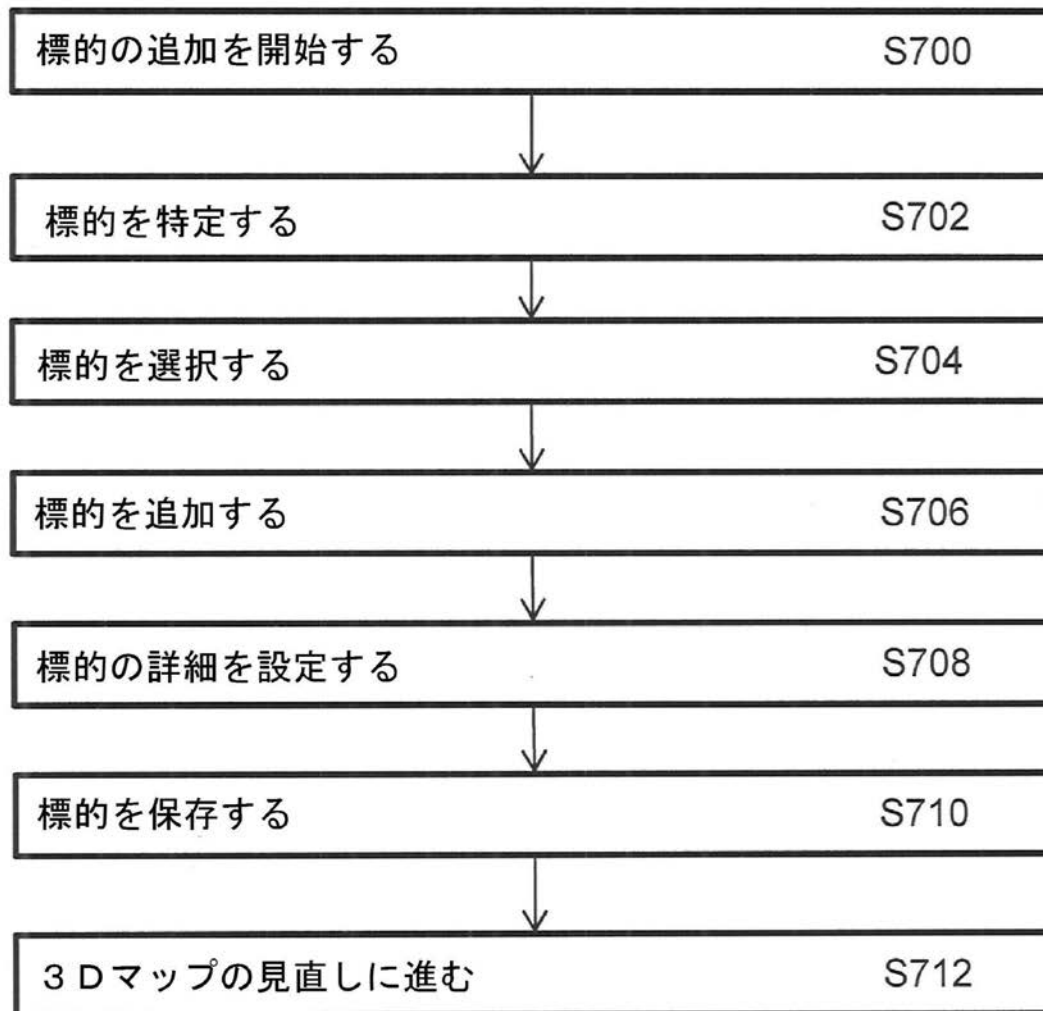 標的の追加を開始する S700
標的を特定する S702
標的を選択する S704
標的を追加する S706
標的の詳細を設定する S708
標的を保存する S710
3Dマップの見直しに進む S712